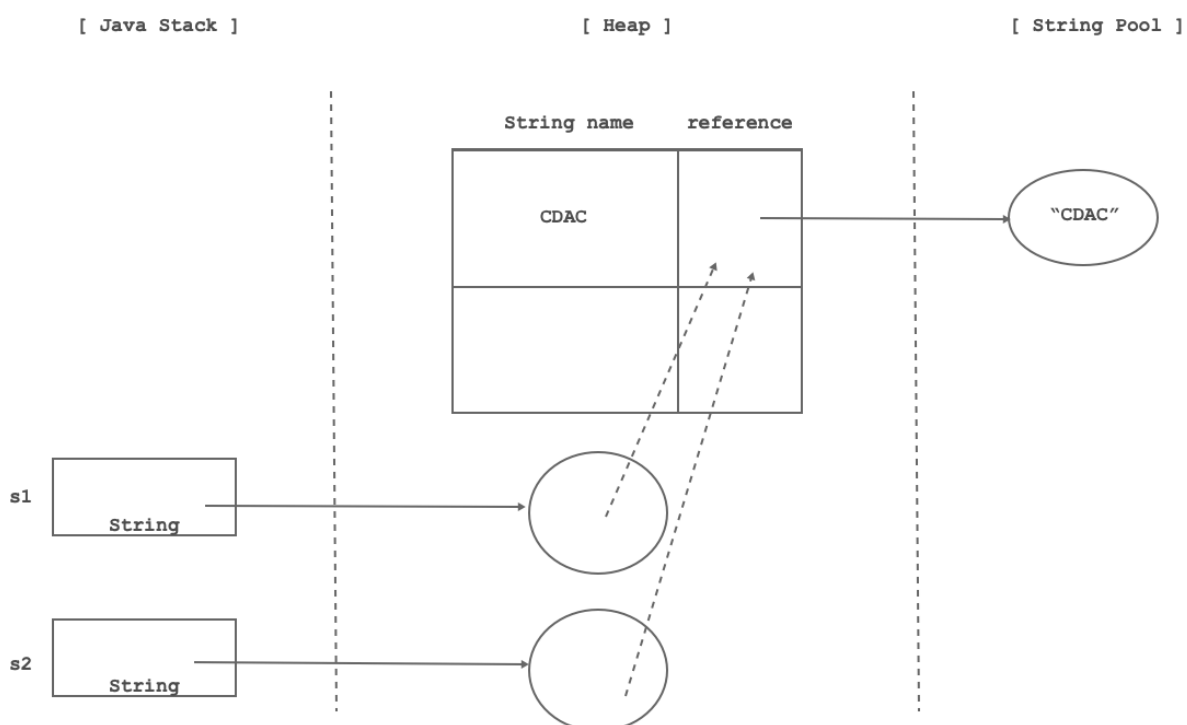 [ Java Stack ] [ Heap ] [ String Pool ]
String name reference
CDAC “CDAC”
s1 String
s2 String